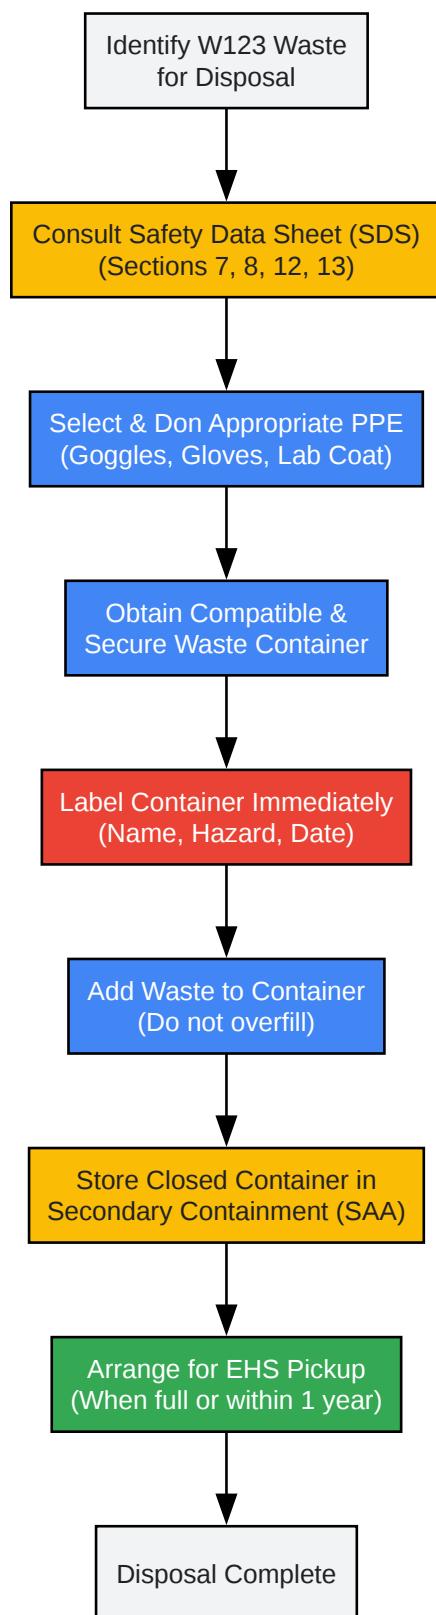 Identify W123 Waste
for Disposal
Consult Safety Data Sheet (SDS)
(Sections 7, 8, 12, 13)
Select & Don Appropriate PPE
(Goggles, Gloves, Lab Coat)
Obtain Compatible &
Secure Waste Container
Label Container Immediately
(Name, Hazard, Date)
Add Waste to Container
(Do not overfill)
Store Closed Container in
Secondary Containment (SAA)
Arrange for EHS Pickup
(When full or within 1 year)
Disposal Complete